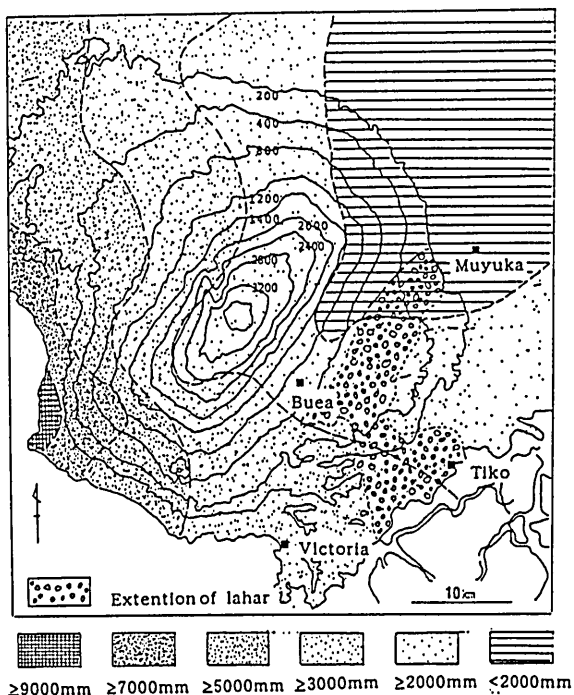 200
400
800
1200
1400
2600
2400
2800
3200
Muyuka
Buea
Tiko
Victoria
Extention of lahar
10km
≥9000mm ≥7000mm ≥5000mm ≥3000mm ≥2000mm <2000mm